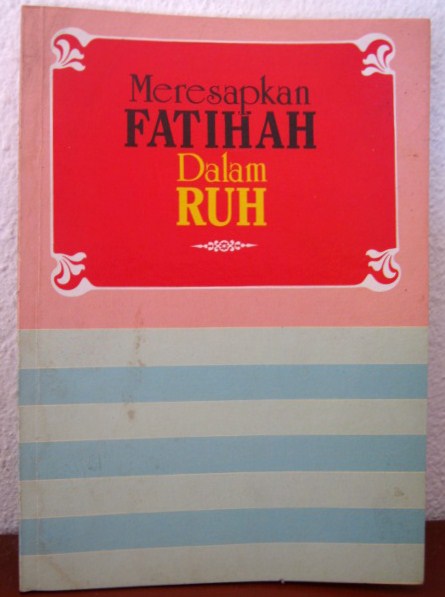 Meresapkan
FATIHAH
Dalam
RUH